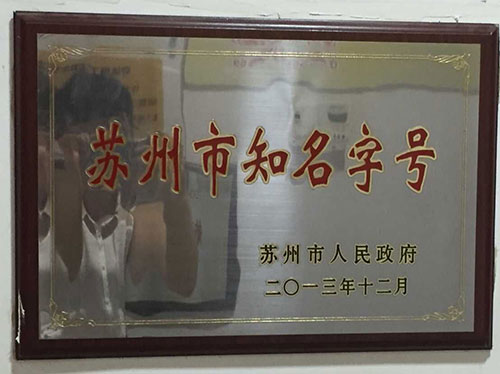 苏州市知名字号
苏州市人民政府
二〇一三年十二月